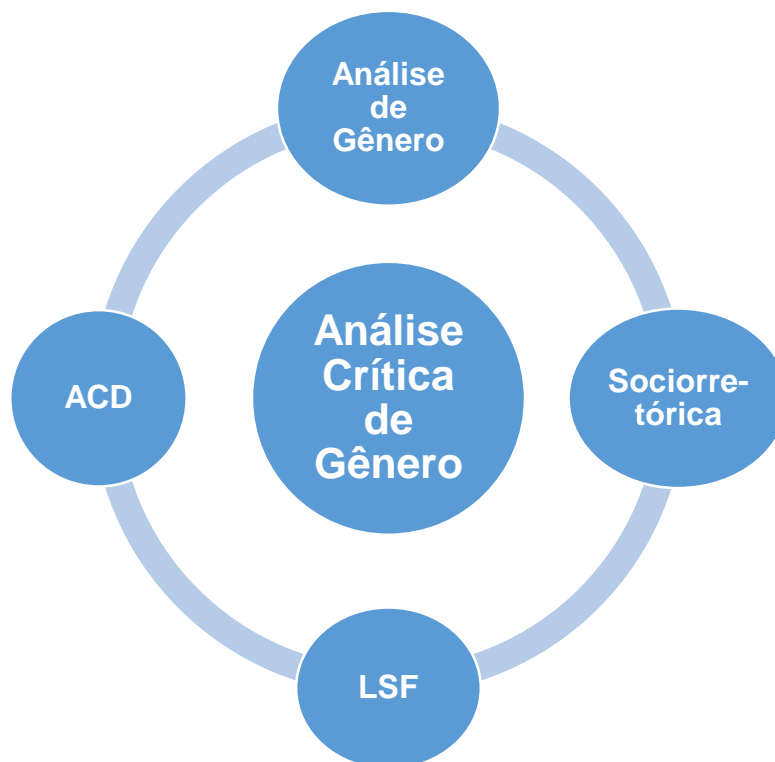 Análise
de
Gênero
Análise
Crítica
de
Gênero
ACD
Sociorre-
tórica
LSF